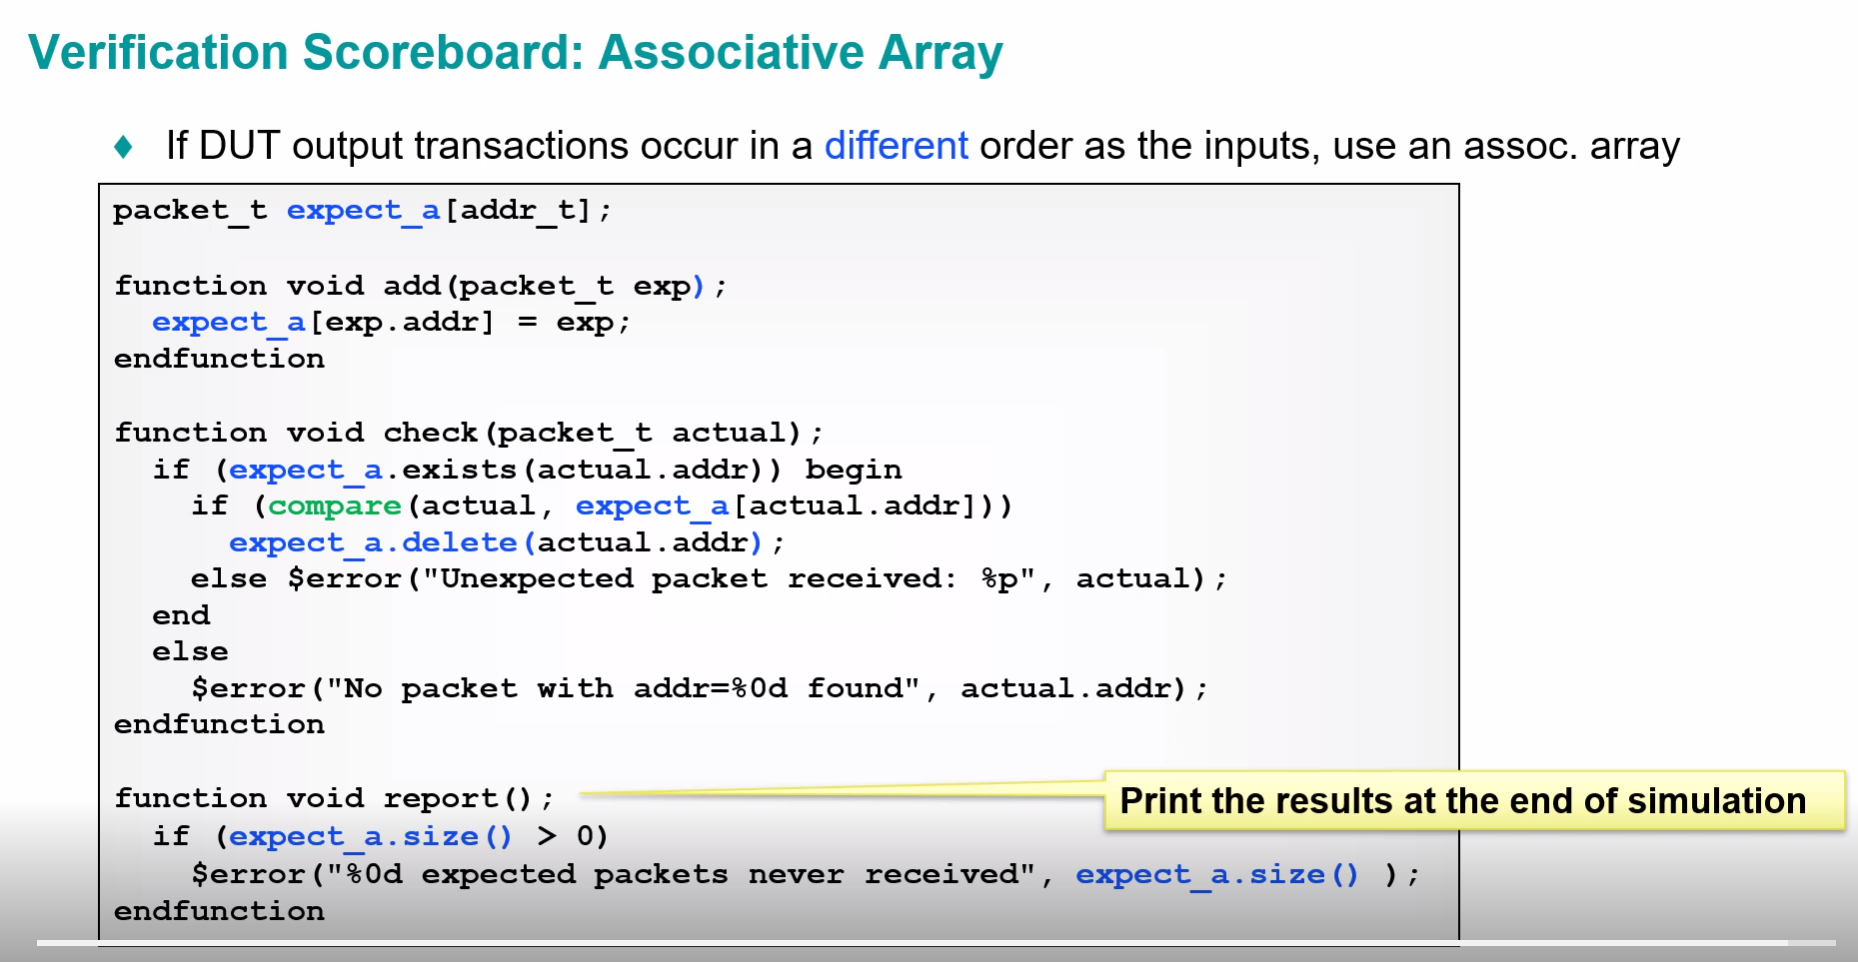 Verification Scoreboard: Associative Array
♦ If DUT output transactions occur in a different order as the inputs, use an assoc. array
packet_t expect_a[addr_t];
function void add(packet_t exp);
expect_a[exp.addr] = exp;
endfunction
function void check(packet_t actual);
if (expect_a.exists(actual.addr)) begin
if (compare(actual, expect_a[actual.addr]))
expect_a.delete(actual.addr);
else $error("Unexpected packet received: %p", actual);
end
else
$error("No packet with addr=%0d found", actual.addr);
endfunction
function void report();
Print the results at the end of simulation
if (expect_a.size() > 0)
$error("%0d expected packets never received", expect_a.size() );
endfunction